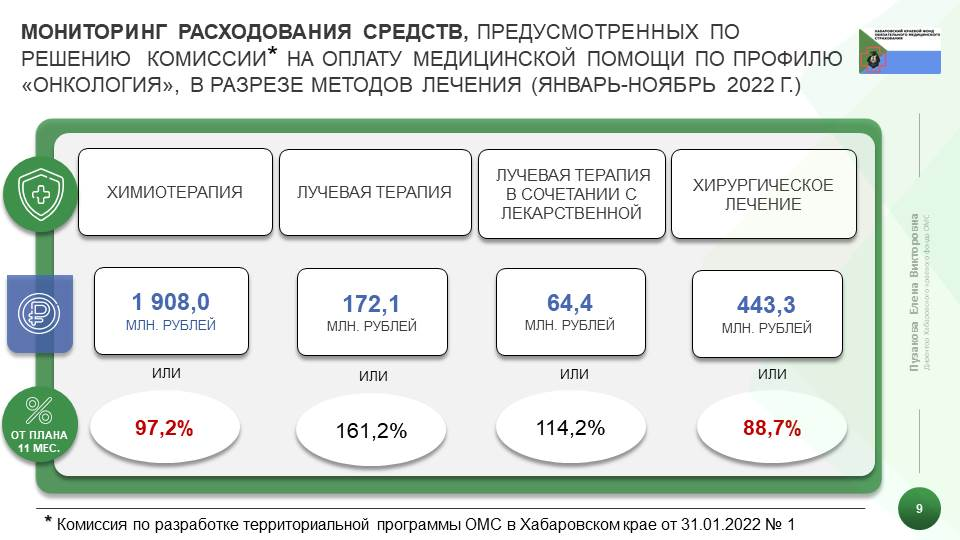 МОНИТОРИНГ РАСХОДОВАНИЯ СРЕДСТВ, ПРЕДУСМОТРЕННЫХ ПО
РЕШЕНИЮ КОМИССИИ* НА ОПЛАТУ МЕДИЦИНСКОЙ ПОМОЩИ ПО ПРОФИЛЮ
«ОНКОЛОГИЯ», В РАЗРЕЗЕ МЕТОДОВ ЛЕЧЕНИЯ (ЯНВАРЬ-НОЯБРЬ 2022 Г.)
ХАБАРОВСКИЙ КРАЕВОЙ ФОНД
ОБЯЗАТЕЛЬНОГО МЕДИЦИНСКОГО
СТРАХОВАНИЯ
ХИМИОТЕРАПИЯ
ЛУЧЕВАЯ ТЕРАПИЯ
ЛУЧЕВАЯ ТЕРАПИЯ
В СОЧЕТАНИИ С
ЛЕКАРСТВЕННОЙ
ХИРУРГИЧЕСКОЕ
ЛЕЧЕНИЕ
1 908,0
МЛН. РУБЛЕЙ
172,1
МЛН. РУБЛЕЙ
64,4
МЛН. РУБЛЕЙ
443,3
МЛН. РУБЛЕЙ
ИЛИ
ИЛИ
ИЛИ
ИЛИ
ОТ ПЛАНА
11 МЕС.
97,2%
161,2%
114,2%
88,7%
Пузакова Елена Викторовна
Директор Хабаровского краевого фонда ОМС
9
* Комиссия по разработке территориальной программы ОМС в Хабаровском крае от 31.01.2022 № 1